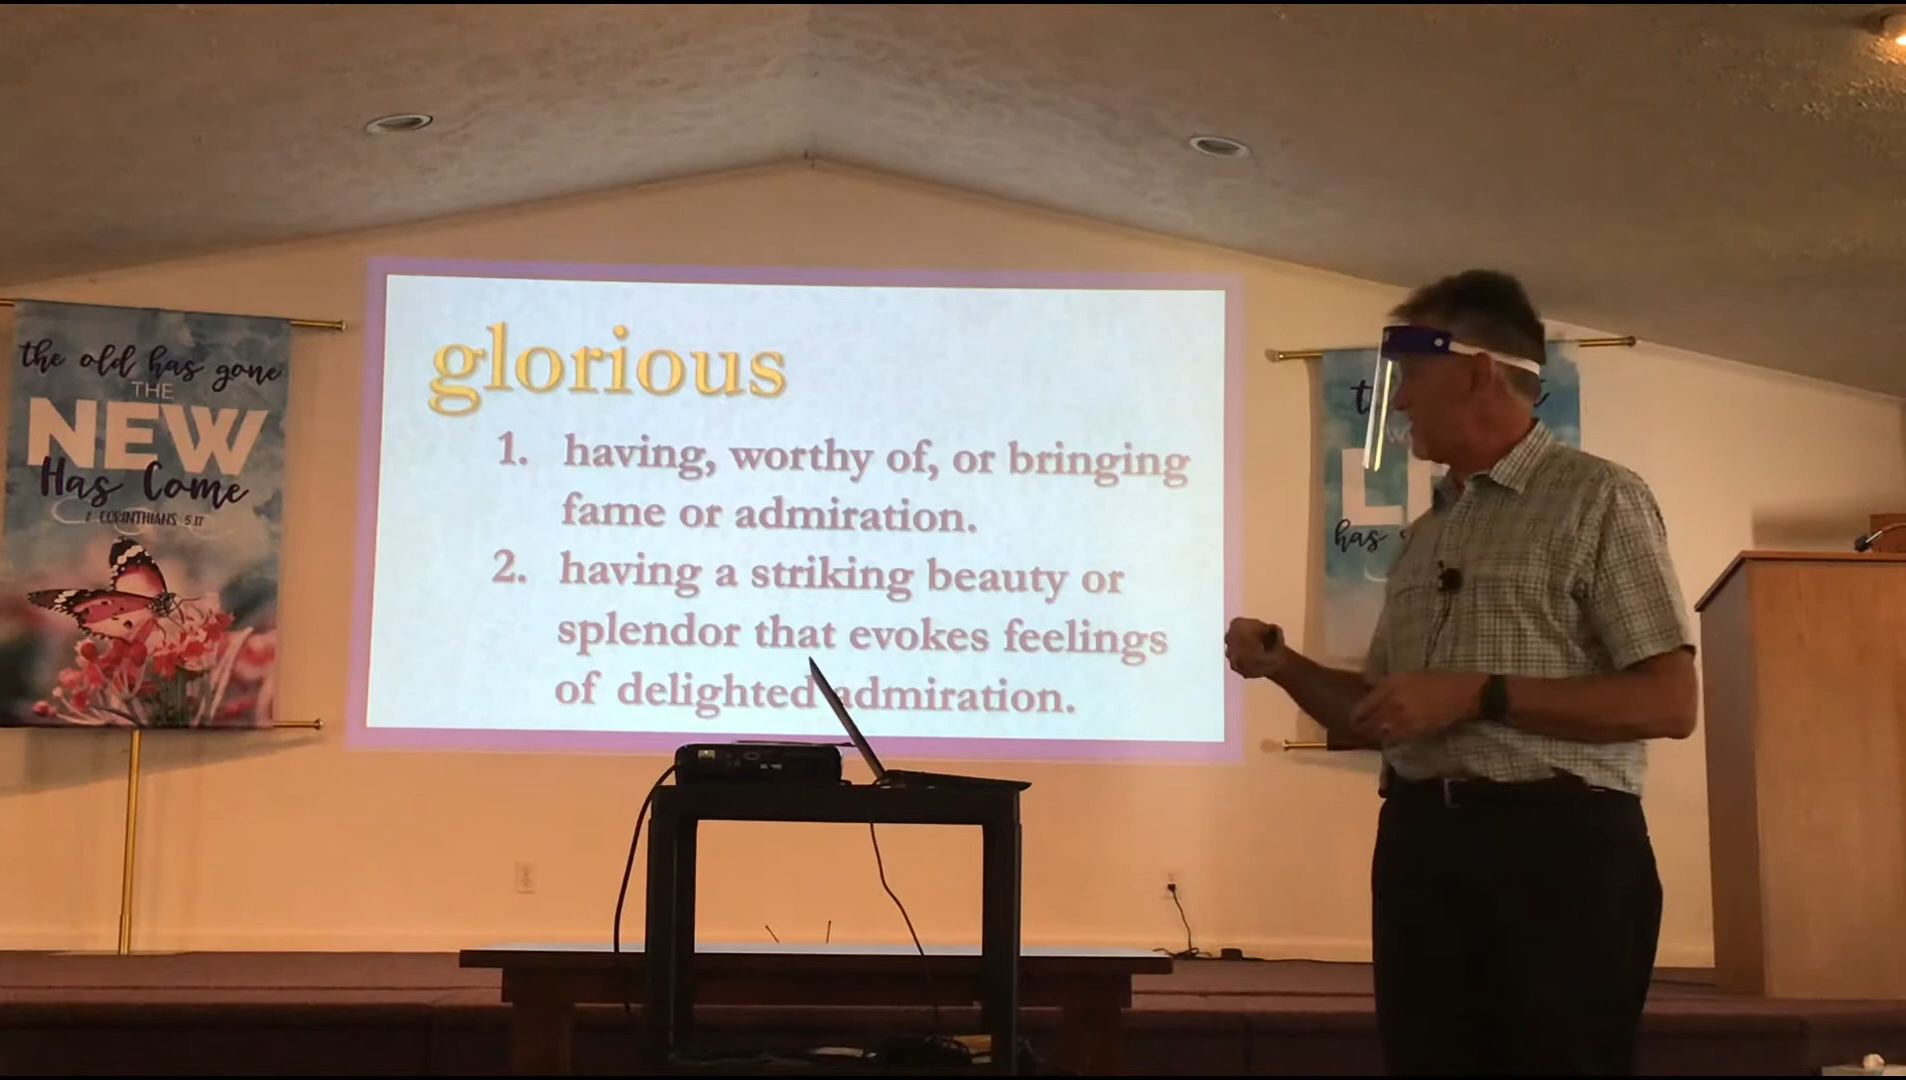 the old has gone
THE
NEW
Has Come
CORINTHIANS 5:17
glorious
1. having, worthy of, or bringing
fame or admiration.
2. having a striking beauty or
splendor that evokes feelings
of delighted admiration.
has